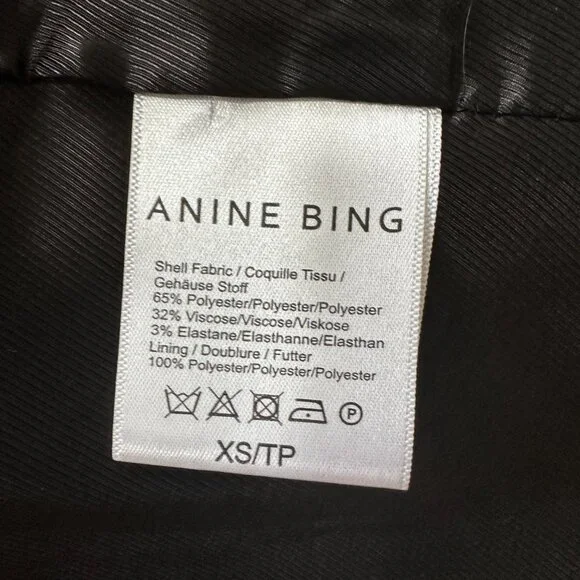 ANINE BING
Shell Fabric / Coquille Tissu /
Gehäuse Stoff
65% Polyester/Polyester/Polyester
32% Viscose/Viscose/Viskose
3% Elastane/Elasthanne/Elasthan
Lining / Doublure / Futter
100% Polyester/Polyester/Polyester
P
XS/TP